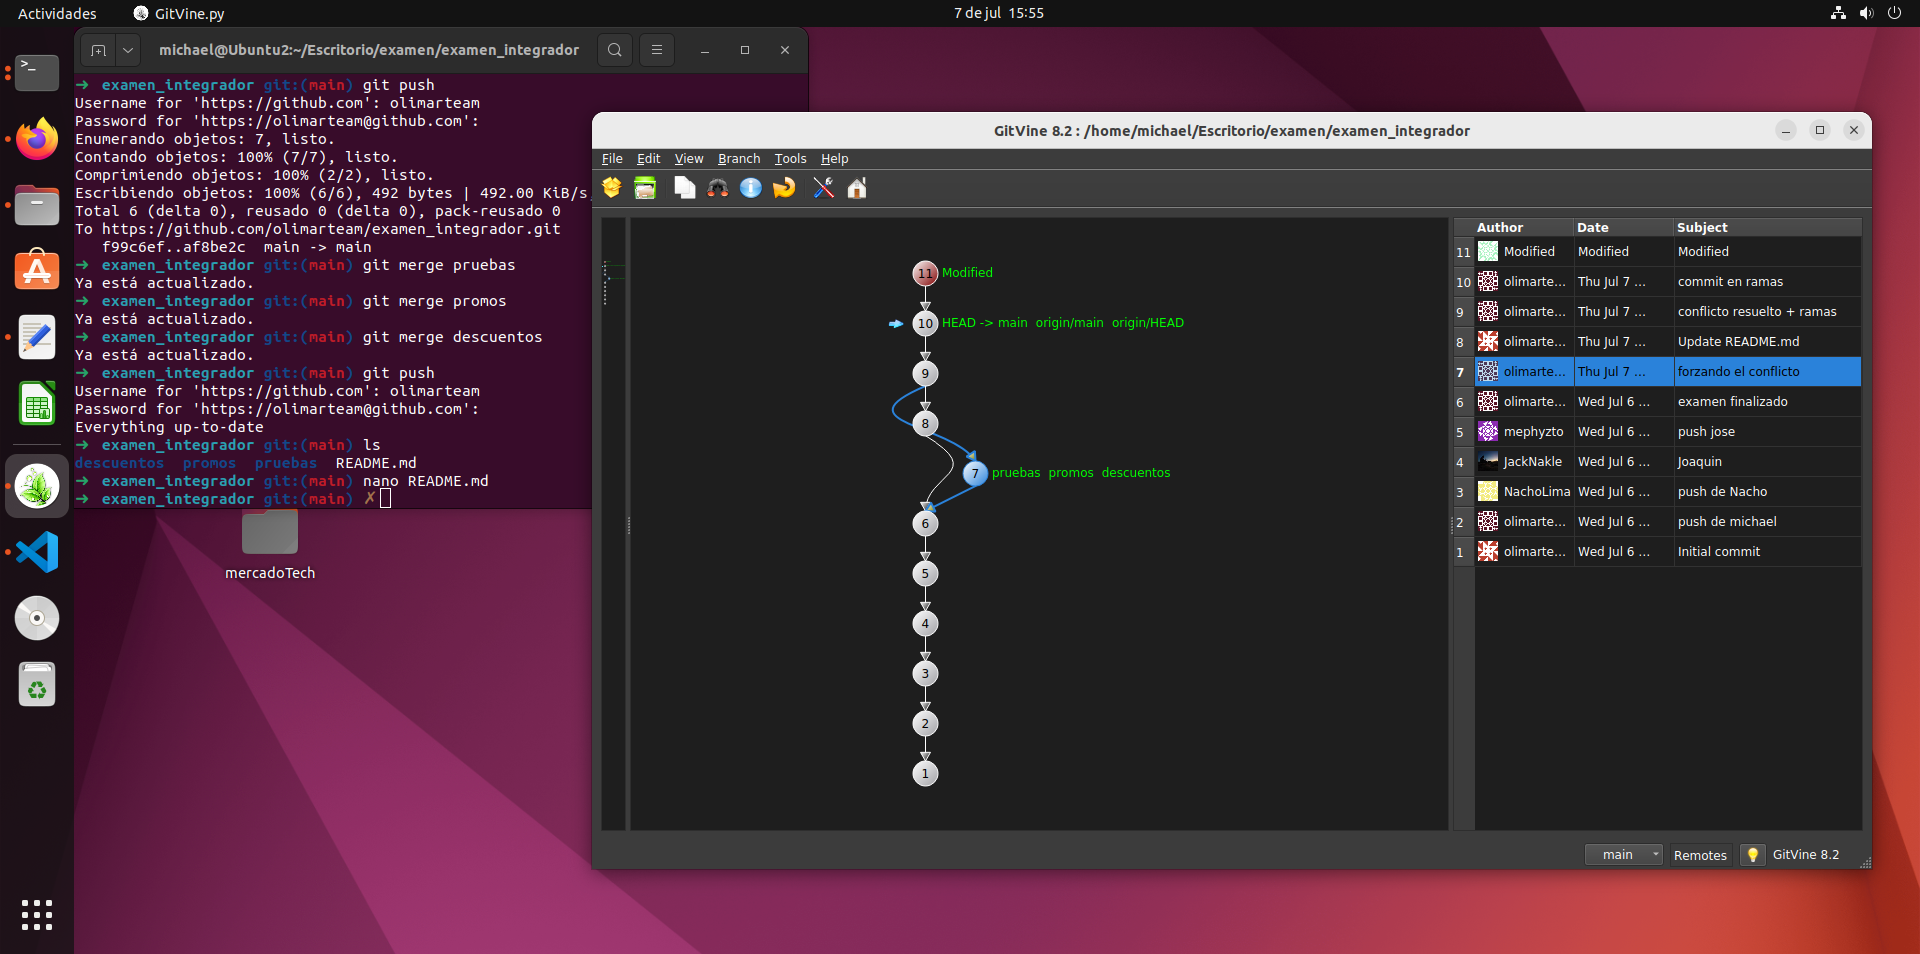 Actividades
GitVine.py
7 de jul 15:55
michael@Ubuntu2:~/Escritorio/examen/examen_integrador
➜ examen_integrador git:(main) git push
Username for 'https://github.com': olimarteam
Password for 'https://olimarteam@github.com':
Enumerando objetos: 7, listo.
Contando objetos: 100% (7/7), listo.
Comprimiendo objetos: 100% (2/2), listo.
Escribiendo objetos: 100% (6/6), 492 bytes | 492.00 KiB/s
Total 6 (delta 0), reusado 0 (delta 0), pack-reusado 0
To https://github.com/olimarteam/examen_integrador.git
f99c6ef..af8be2c main -> main
➜ examen_integrador git:(main) git merge pruebas
Ya está actualizado.
➜ examen_integrador git:(main) git merge promos
Ya está actualizado.
➜ examen_integrador git:(main) git merge descuentos
Ya está actualizado.
➜ examen_integrador git:(main) git push
Username for 'https://github.com': olimarteam
Password for 'https://olimarteam@github.com':
Everything up-to-date
➜ examen_integrador git:(main) ls
descuentos promos pruebas README.md
➜ examen_integrador git:(main) nano README.md
➜ examen_integrador git:(main) ✗
mercadoTech
GitVine 8.2 : /home/michael/Escritorio/examen/examen_integrador
File Edit View Branch Tools Help
11 Modified
10 HEAD -> main origin/main origin/HEAD
9
8
7 pruebas promos descuentos
6
5
4
3
2
1
Author Date Subject
11 Modified Modified Modified
10 olimarte... Thu Jul 7 ... commit en ramas
9 olimarte... Thu Jul 7 ... conflicto resuelto + ramas
8 olimarte... Thu Jul 7 ... Update README.md
7 olimarte... Thu Jul 7 ... forzando el conflicto
6 olimarte... Wed Jul 6 ... examen finalizado
5 mephyzto Wed Jul 6 ... push jose
4 JackNakle Wed Jul 6 ... Joaquin
3 NachoLima Wed Jul 6 ... push de Nacho
2 olimarte... Wed Jul 6 ... push de michael
1 olimarte... Wed Jul 6 ... Initial commit
main Remotes GitVine 8.2